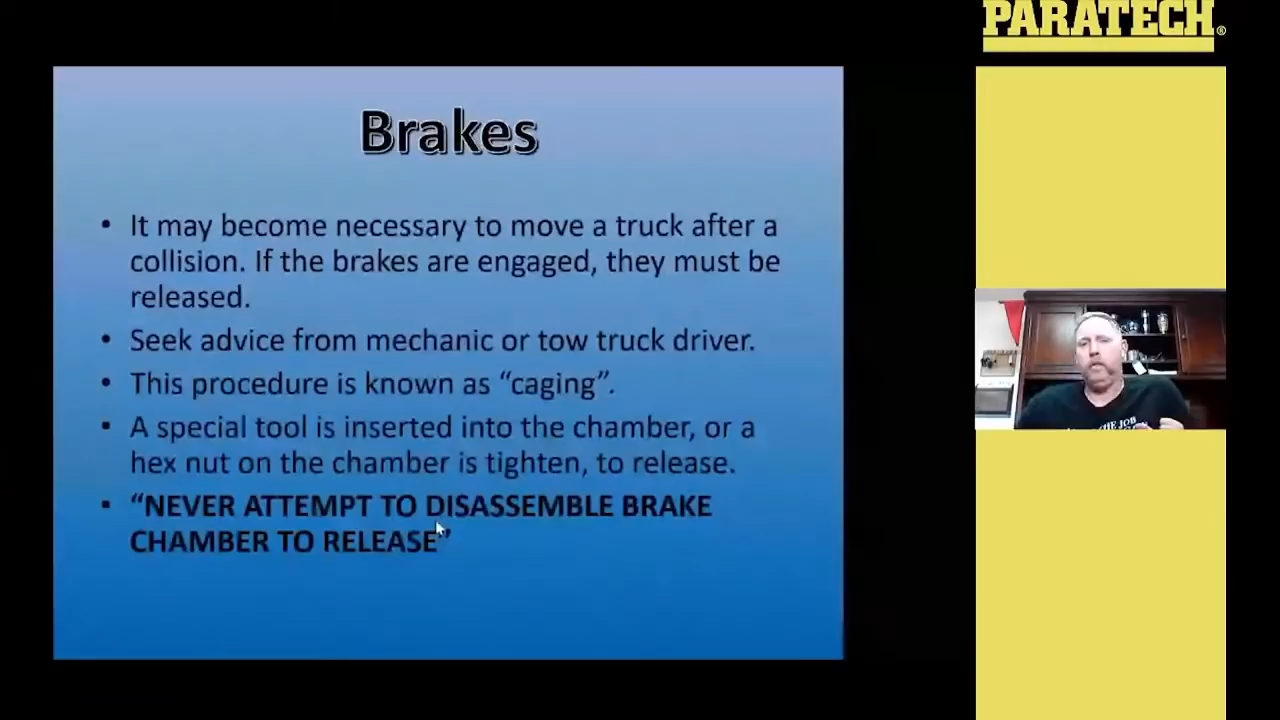 PARATECH®
Brakes
• It may become necessary to move a truck after a
collision. If the brakes are engaged, they must be
released.
• Seek advice from mechanic or tow truck driver.
• This procedure is known as “caging”.
• A special tool is inserted into the chamber, or a
hex nut on the chamber is tighten, to release.
• “NEVER ATTEMPT TO DISASSEMBLE BRAKE
CHAMBER TO RELEASE”
THE JOB